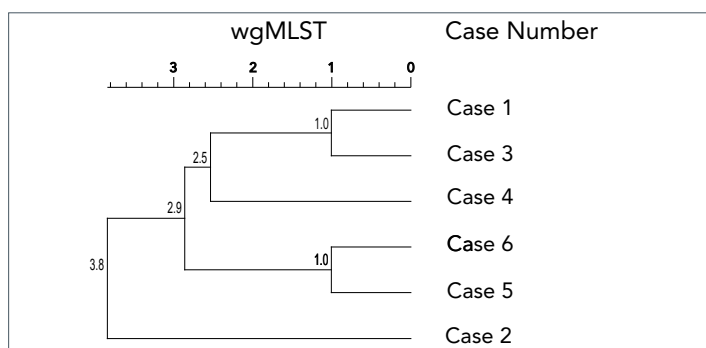 wgMLST Case Number
3 2 1 0
1.0 Case 1
Case 3
2.5
Case 4
2.9
Case 6
1.0
3.8
Case 5
Case 2